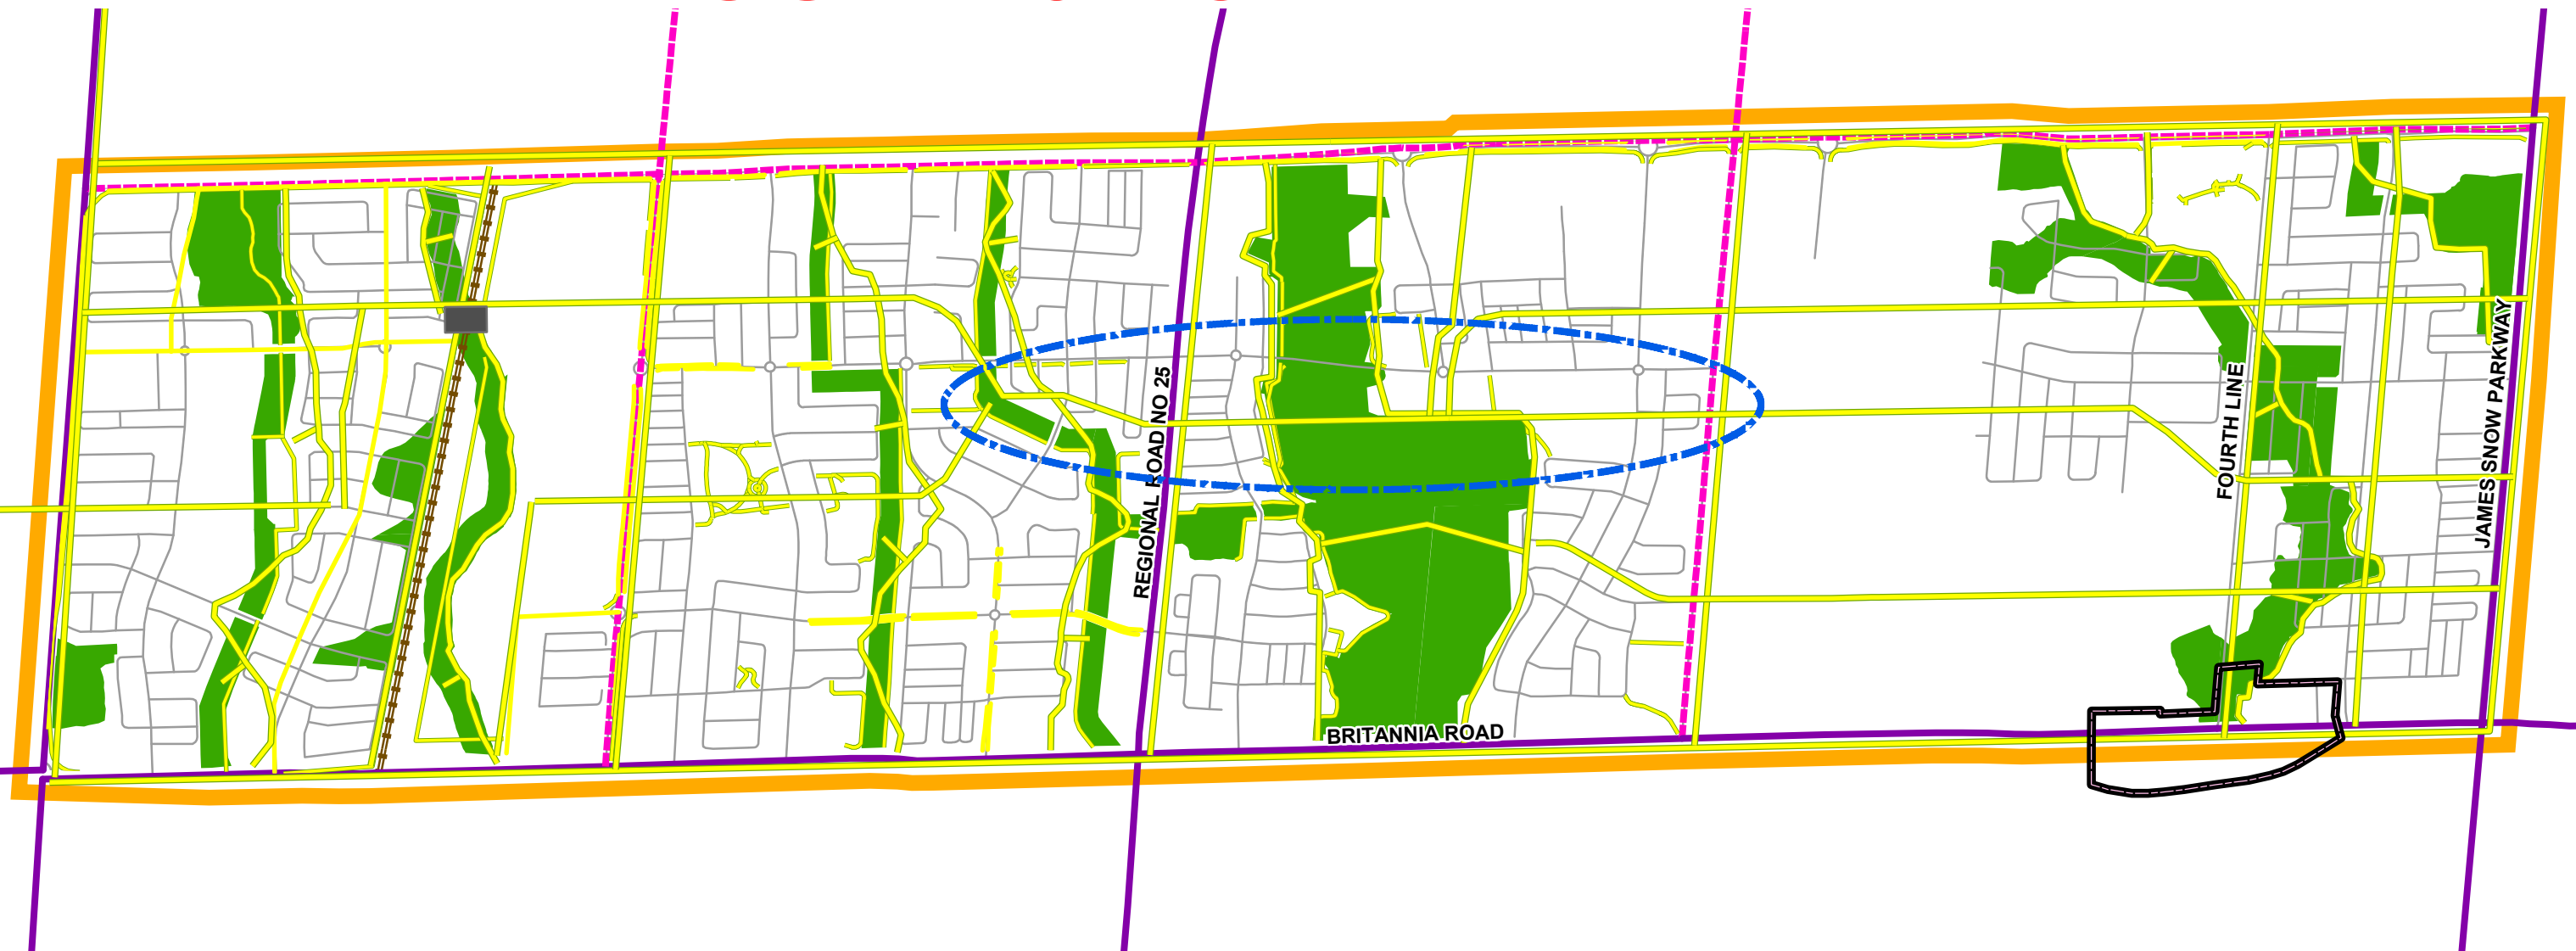 REGIONAL ROAD NO 25
FOURTH LINE
JAMES SNOW PARKWAY
BRITANNIA ROAD